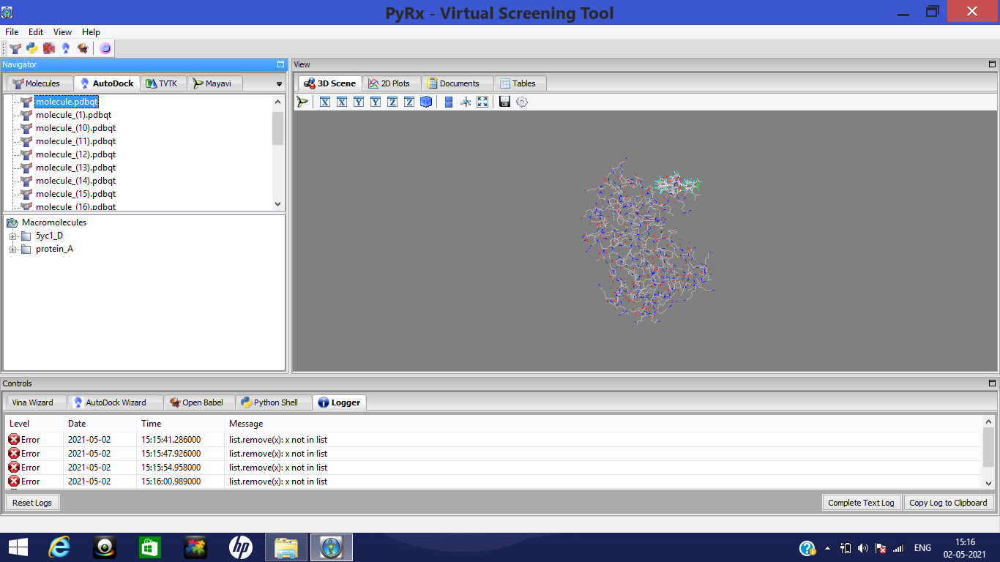 PyRx - Virtual Screening Tool
File Edit View Help
Navigator
View
Molecules AutoDock TVTK Mayavi
3D Scene 2D Plots Documents Tables
X X Y Y Z Z
molecule.pdbqt
molecule_(1).pdbqt
molecule_(10).pdbqt
molecule_(11).pdbqt
molecule_(12).pdbqt
molecule_(13).pdbqt
molecule_(14).pdbqt
molecule_(15).pdbqt
molecule_(16).pdbqt
Macromolecules
5yc1_D
protein_A
Controls
Vina Wizard AutoDock Wizard Open Babel Python Shell Logger
Level Date Time Message
Error 2021-05-02 15:15:41.286000 list.remove(x): x not in list
Error 2021-05-02 15:15:47.926000 list.remove(x): x not in list
Error 2021-05-02 15:15:54.958000 list.remove(x): x not in list
Error 2021-05-02 15:16:00.989000 list.remove(x): x not in list
Reset Logs Complete Text Log Copy Log to Clipboard
hp
ENG
15:16
02-05-2021